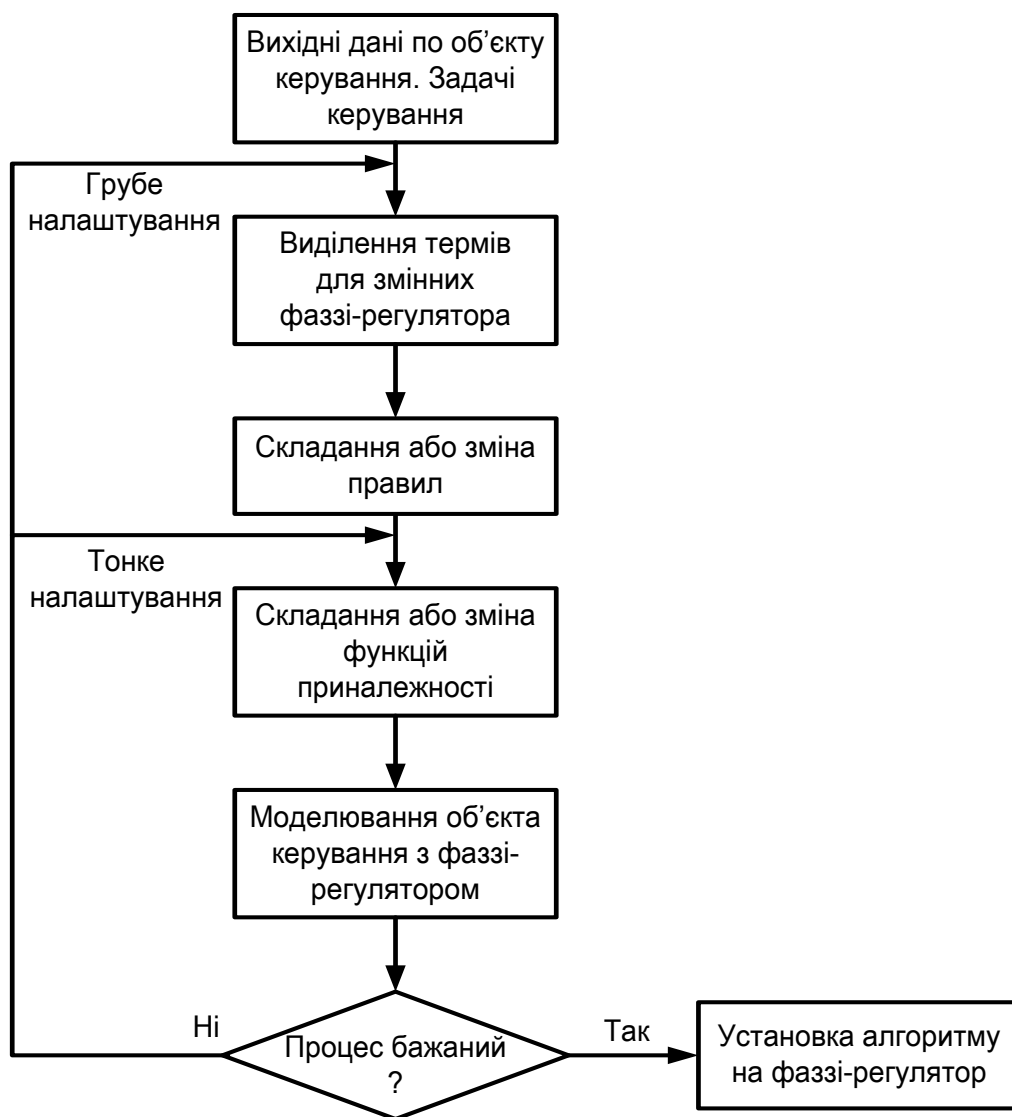 Вихідні дані по об’єкту
керування. Задачі
керування
Грубе
налаштування
Виділення термів
для змінних
фаззі-регулятора
Складання або зміна
правил
Тонке
налаштування
Складання або зміна
функцій
приналежності
Моделювання об’єкта
керування з фаззі-
регулятором
Ні
Процес бажаний
?
Так
Установка алгоритму
на фаззі-регулятор